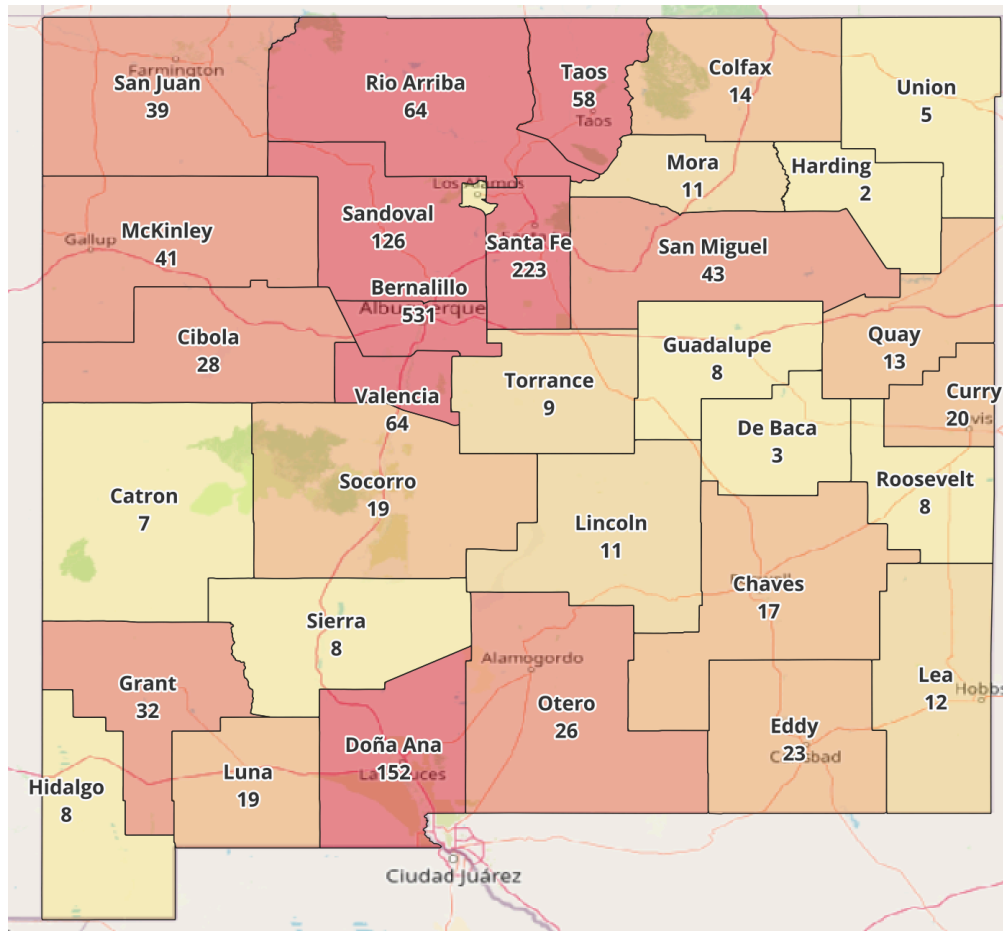 Farmington
San Juan
39
Rio Arriba
64
Taos
58
Taos
Colfax
14
Union
5
Mora
11
Harding
2
Los Alamos
Sandoval
126
McKinley
41
Gallup
Santa Fe
223
San Miguel
43
Bernalillo
Albuquerque
531
Cibola
28
Guadalupe
8
Quay
13
Torrance
9
Valencia
64
Curry
20
De Baca
3
Roosevelt
8
Catron
7
Socorro
19
Lincoln
11
Chaves
17
Sierra
8
Alamogordo
Grant
32
Otero
26
Lea
12
Hobbs
Eddy
23
Carlsbad
Doña Ana
152
Las Cruces
Luna
19
Hidalgo
8
Ciudad Juárez